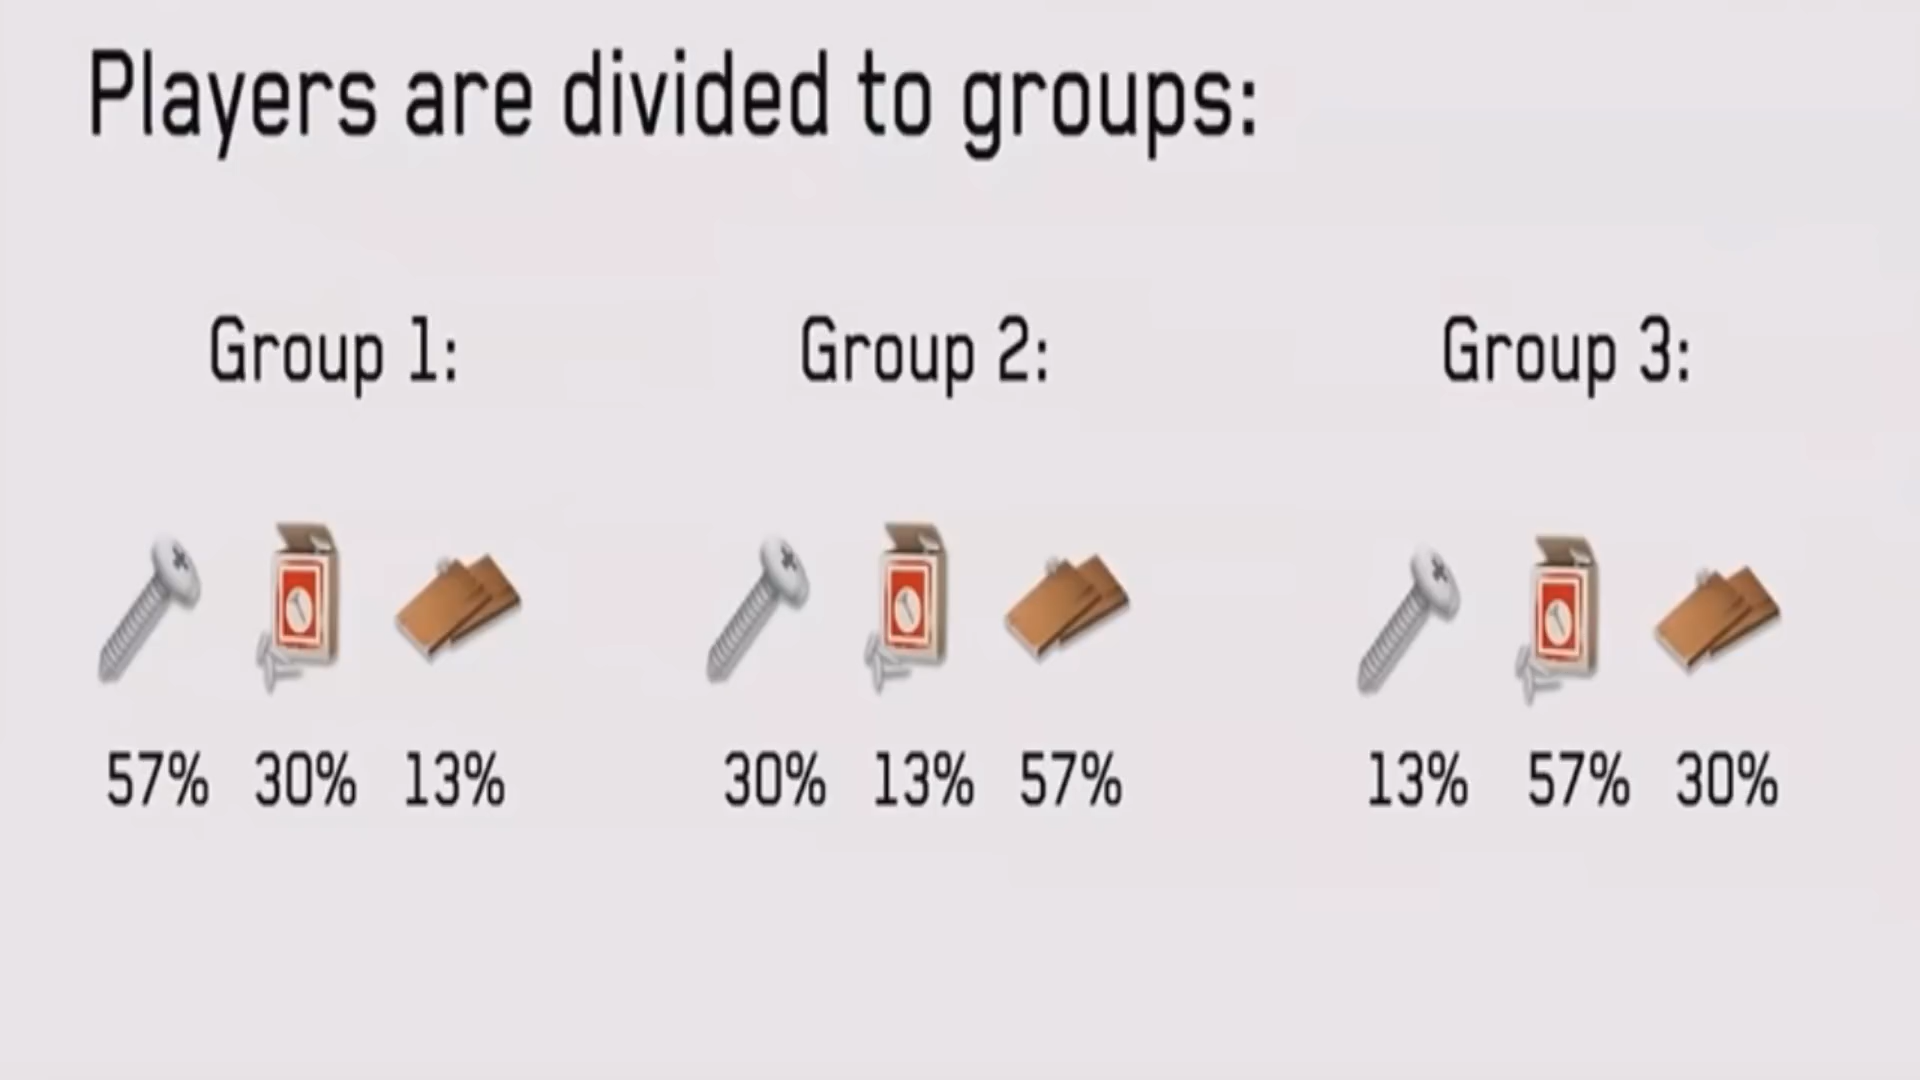 Players are divided to groups:
Group 1:
Group 2:
Group 3:
57% 30% 13%
30% 13% 57%
13% 57% 30%